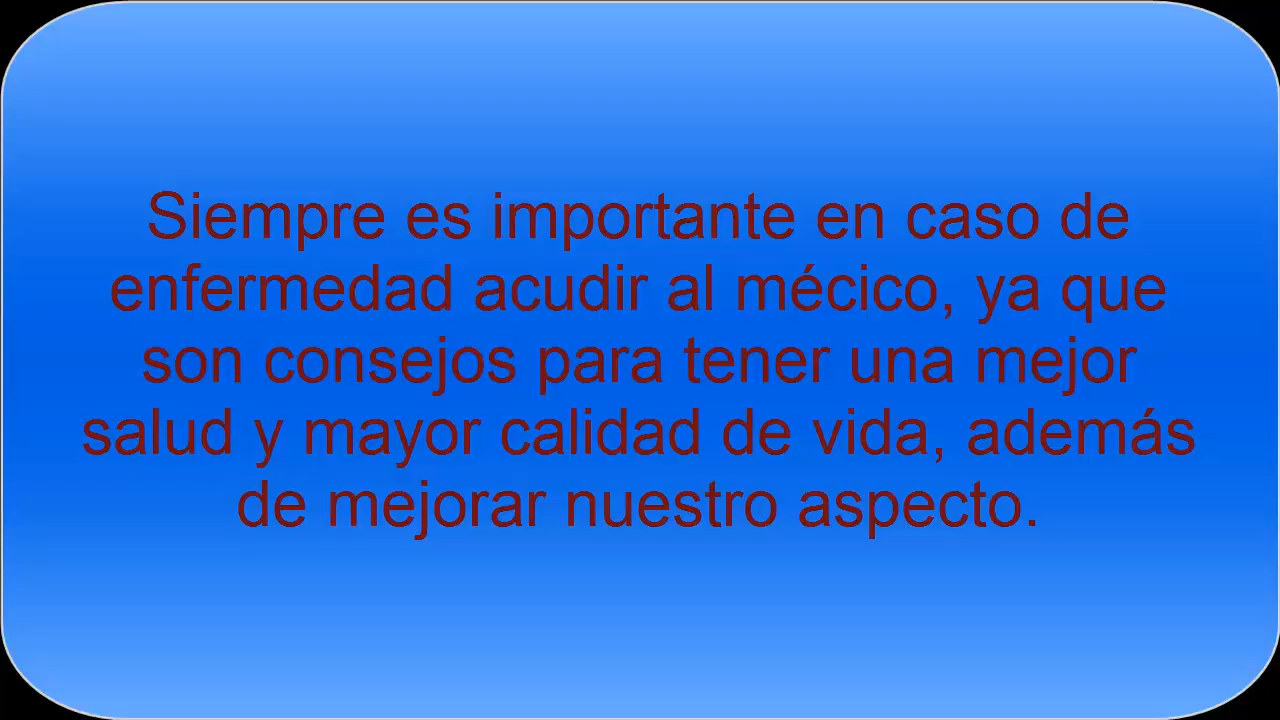 Siempre es importante en caso de
enfermedad acudir al mécico, ya que
son consejos para tener una mejor
salud y mayor calidad de vida, además
de mejorar nuestro aspecto.